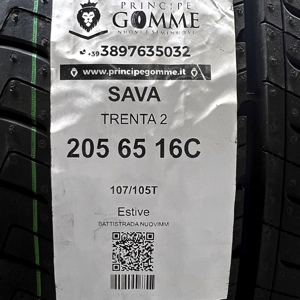 PRINCIPE
GOMME
NUOVE E SEMINUOVE
+39 3897635032
www.principegomme.it
SAVA
TRENTA 2
205 65 16C
107/105T
Estive
BATTISTRADA NUOVIMM